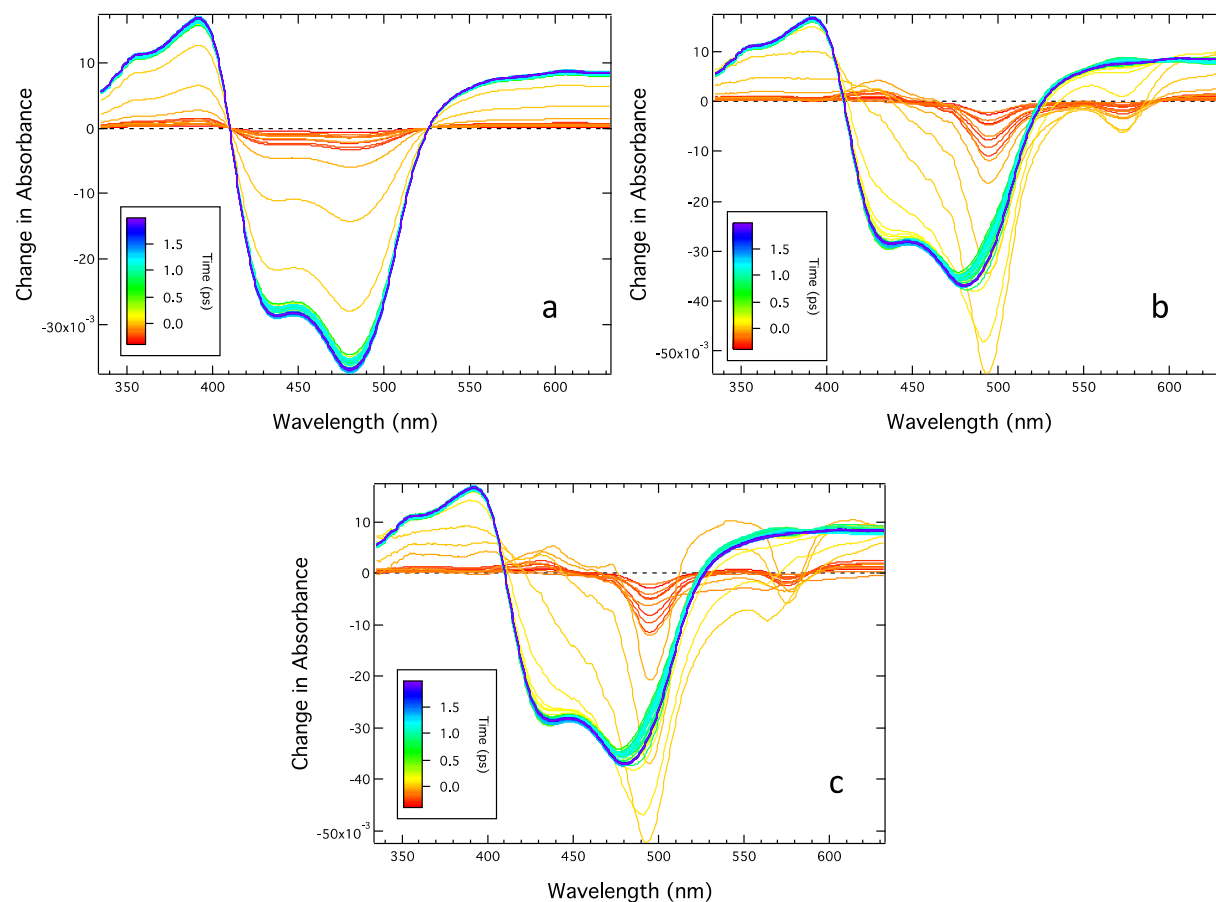 10
0
-10
-20
-30x10⁻³
Change in Absorbance
1.5
1.0
0.5
0.0
Time (ps)
a
350 400 450 500 550 600
Wavelength (nm)
10
0
-10
-20
-30
-40
-50x10⁻³
Change in Absorbance
1.5
1.0
0.5
0.0
Time (ps)
b
350 400 450 500 550 600
Wavelength (nm)
10
0
-10
-20
-30
-40
-50x10⁻³
Change in Absorbance
1.5
1.0
0.5
0.0
Time (ps)
c
350 400 450 500 550 600
Wavelength (nm)